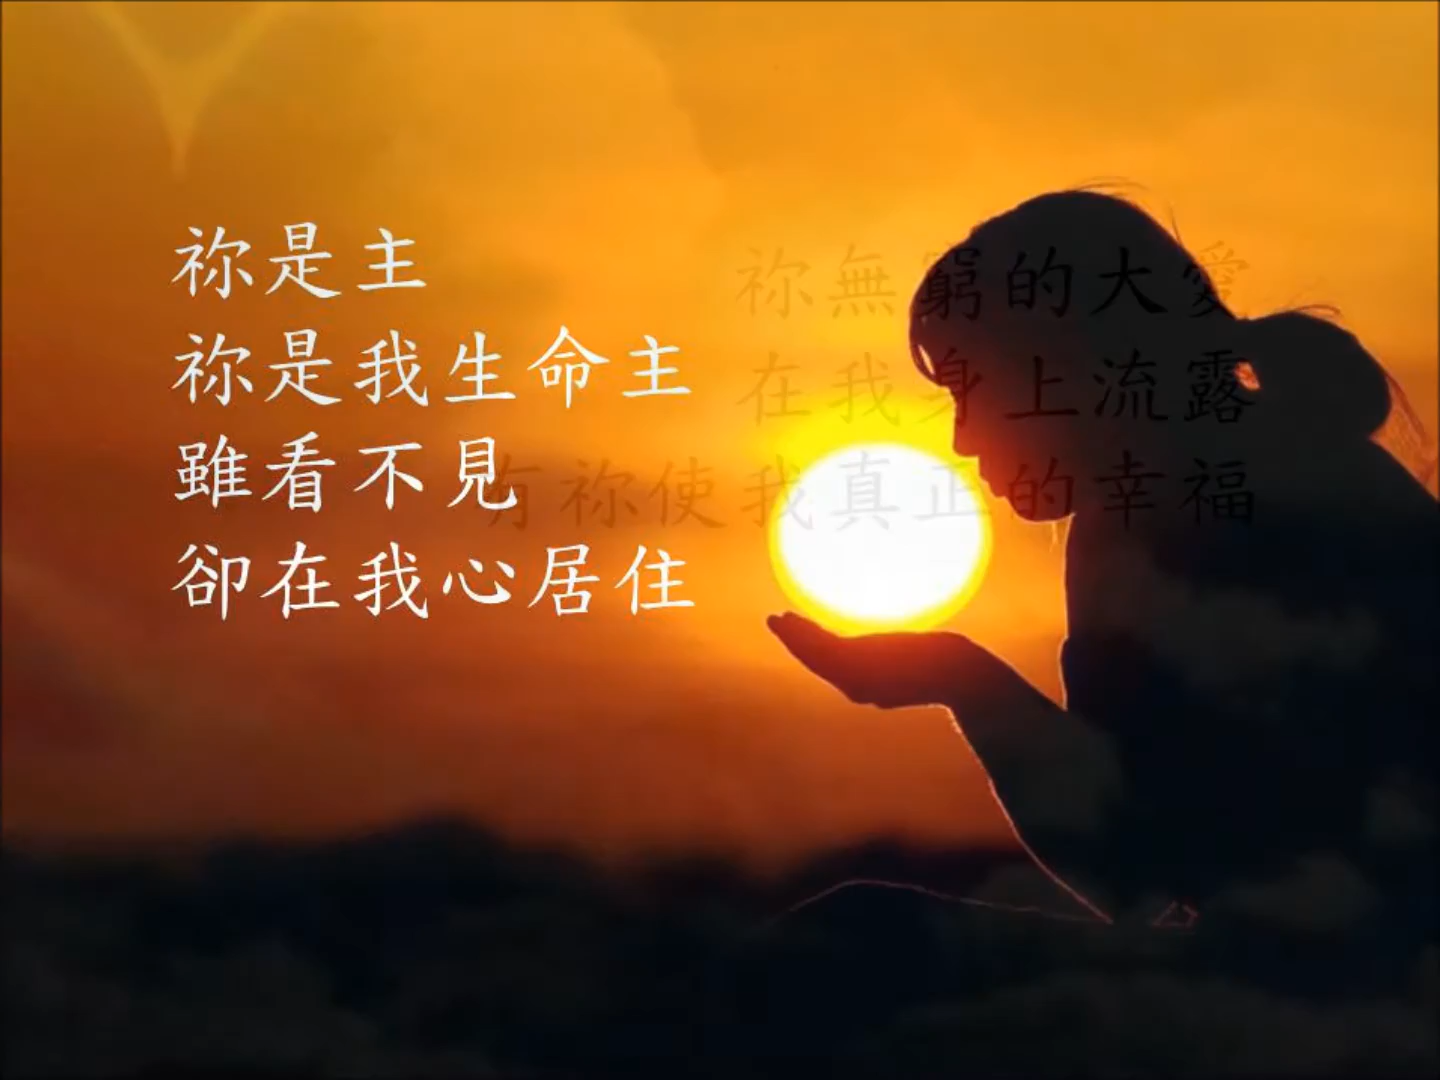 祢是主
祢是我生命主
雖看不見
卻在我心居住
祢無窮的大愛
在我身上流露
有祢使我真正的幸福